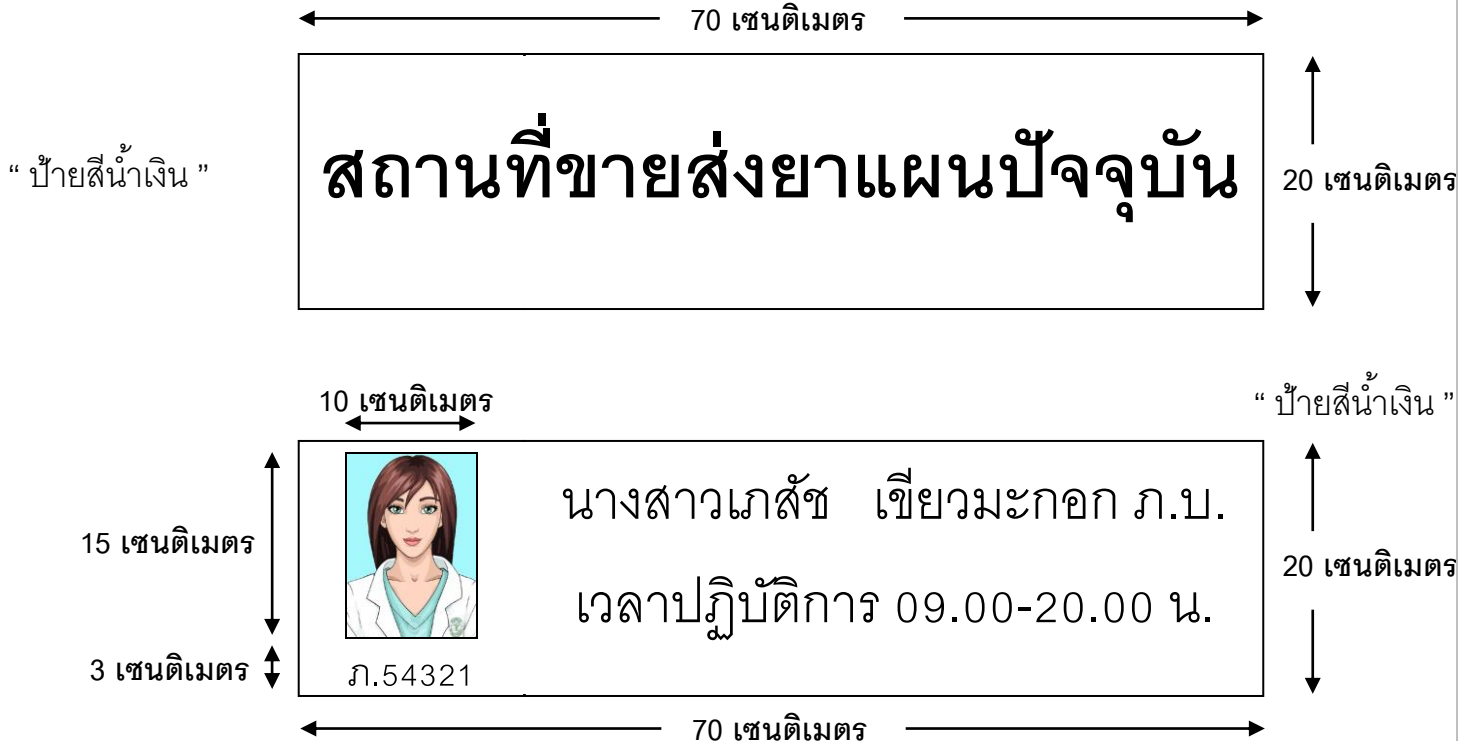 70 เซนติเมตร
“ ป้ายสีน้ำเงิน ”
สถานที่ขายส่งยาแผนปัจจุบัน
20 เซนติเมตร
10 เซนติเมตร
“ ป้ายสีน้ำเงิน ”
15 เซนติเมตร
นางสาวเภสัช เขียวมะกอก ภ.บ.
เวลาปฏิบัติการ 09.00-20.00 น.
20 เซนติเมตร
3 เซนติเมตร
ภ.54321
70 เซนติเมตร